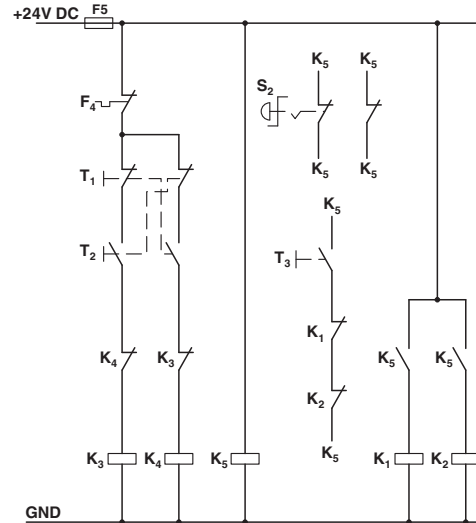 +24V DC F5
K5 K5
S2
F4
K5 K5
T1
K5
T2 T3
K1
K4 K3 K5 K5
K2
K5
K3 K4 K5 K1 K2
GND